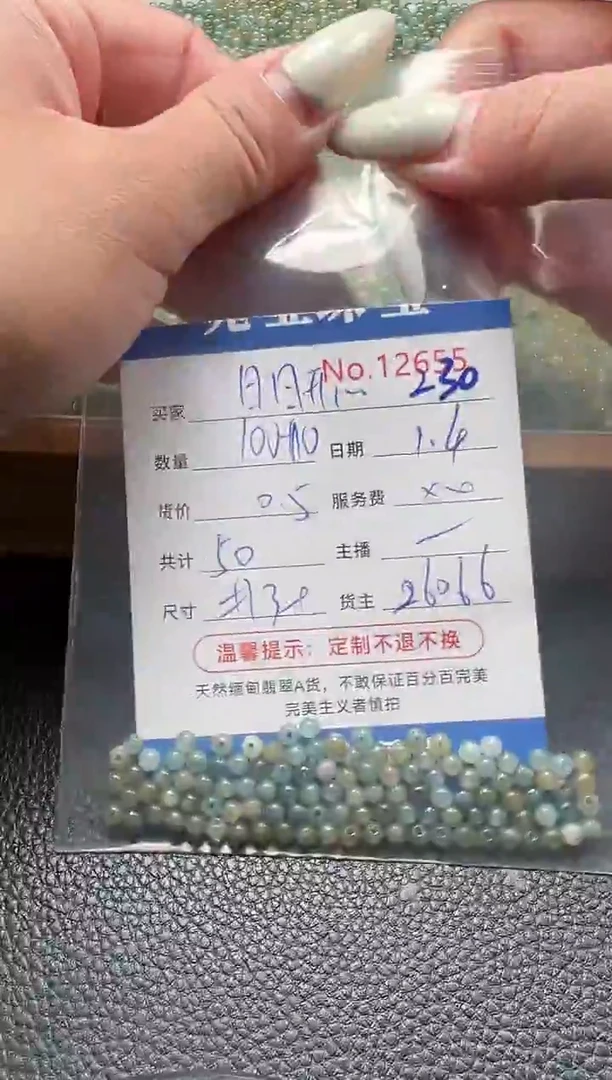 No.12655
买家 日日开心 230
数量 100+10 日期 1.4
货价 0.5 服务费
共计 50 主播 一
尺寸 货主 26066
温馨提示：定制不退不换
天然缅甸翡翠A货，不敢保证百分百完美
完美主义者慎拍